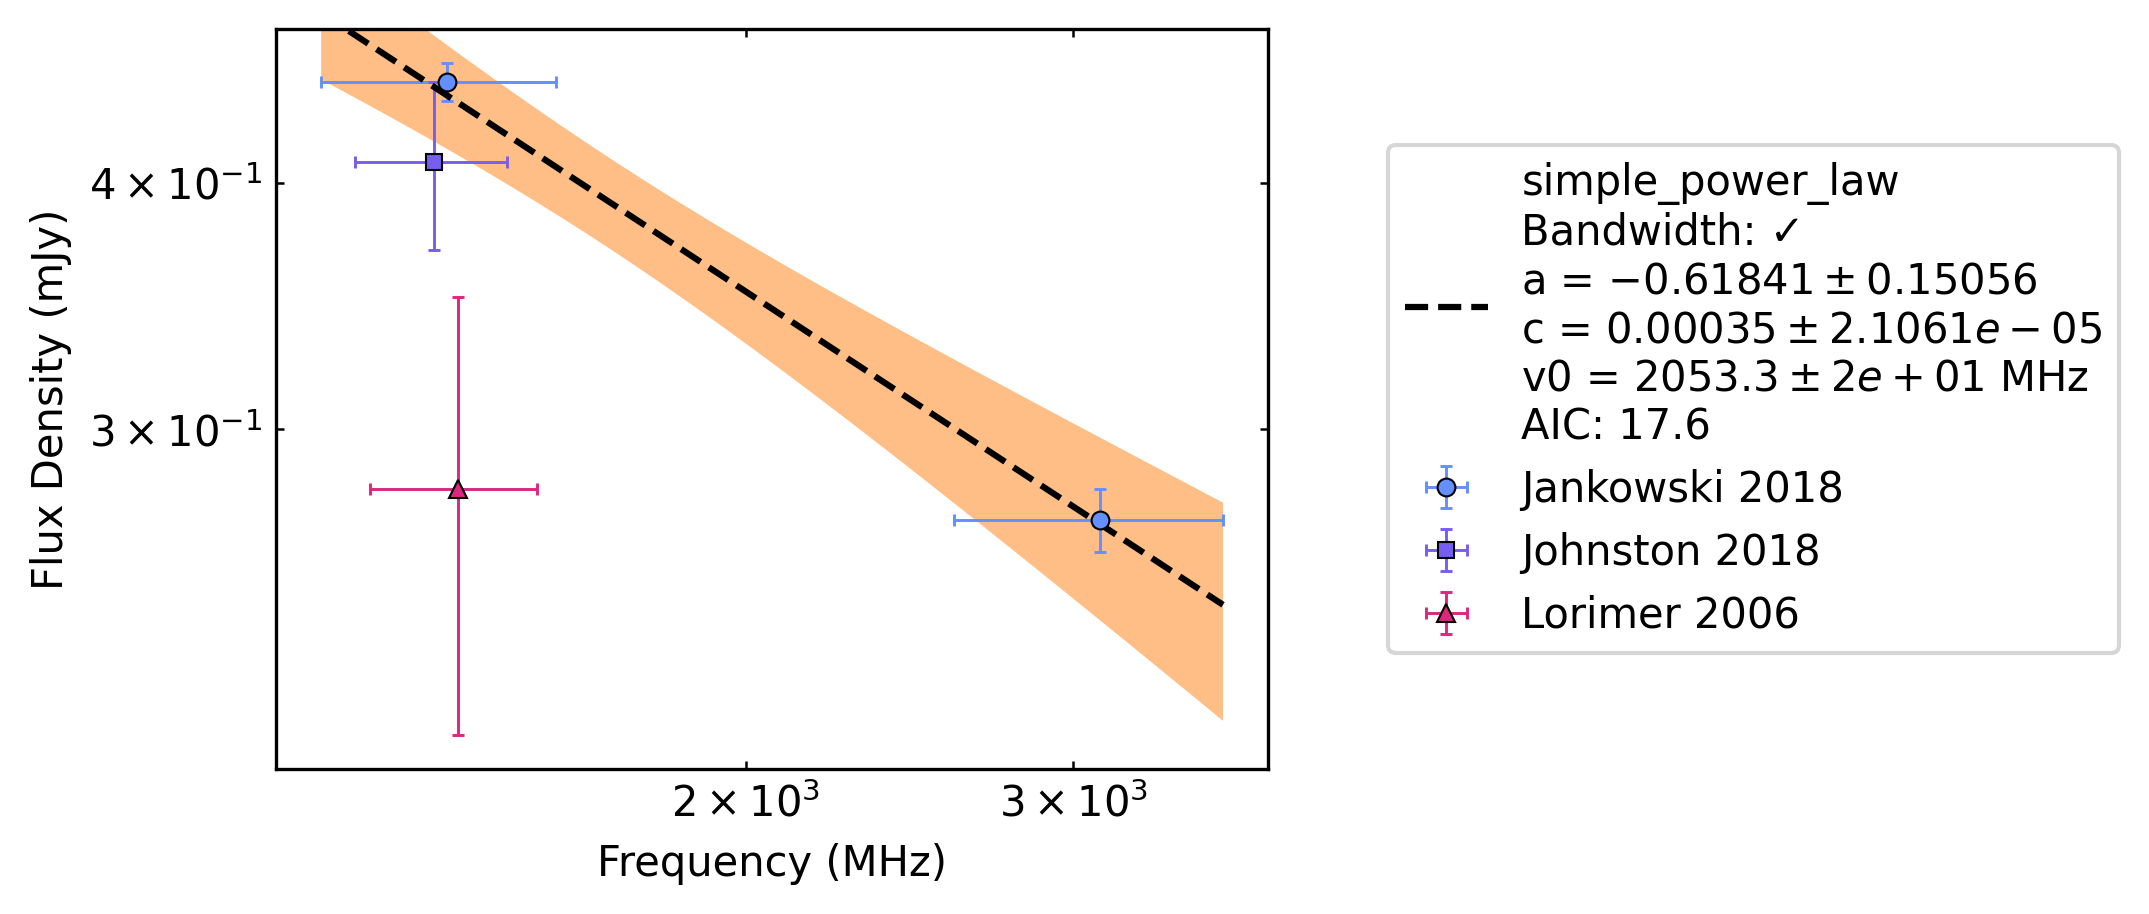 4 × 10⁻¹
3 × 10⁻¹
Flux Density (mJy)
2 × 10³
3 × 10³
Frequency (MHz)
simple_power_law
Bandwidth: ✓
a = −0.61841 ± 0.15056
c = 0.00035 ± 2.1061e − 05
v0 = 2053.3 ± 2e + 01 MHz
AIC: 17.6
Jankowski 2018
Johnston 2018
Lorimer 2006